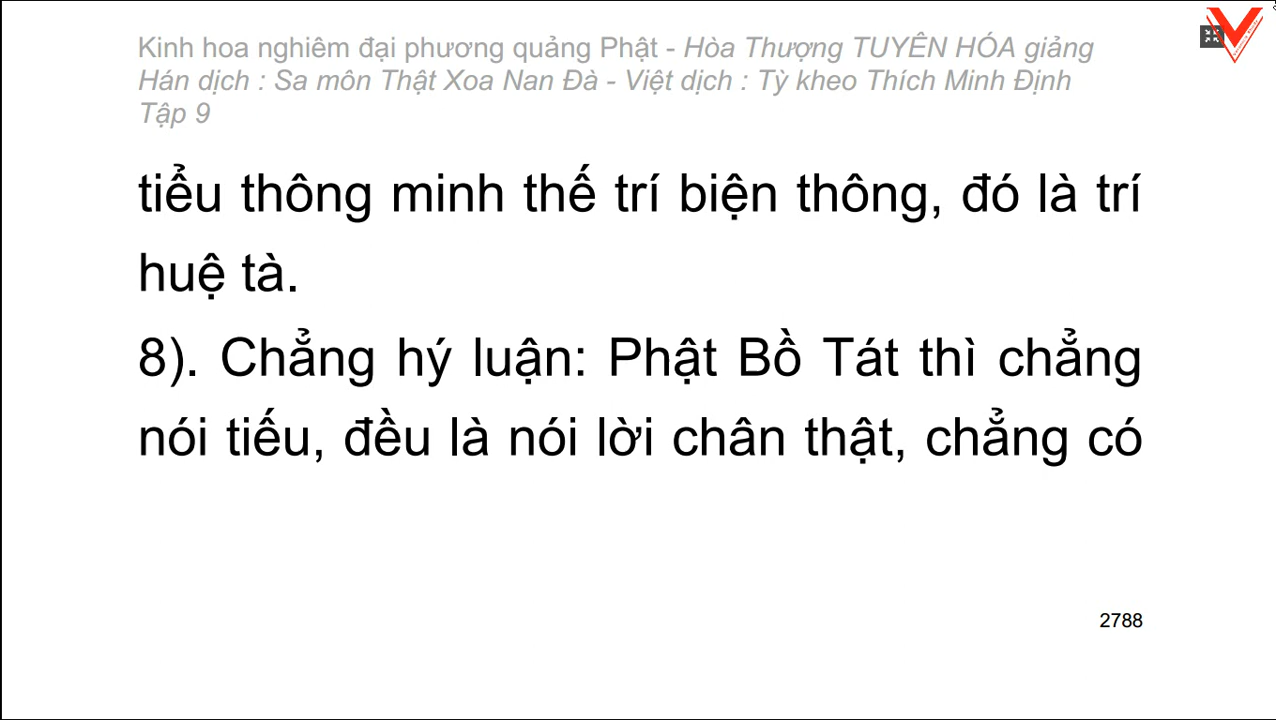 Kinh hoa nghiêm đại phương quảng Phật - Hòa Thượng TUYÊN HÓA giảng
Hán dịch : Sa môn Thật Xoa Nan Đà - Việt dịch : Tỳ kheo Thích Minh Định
Tập 9
tiểu thông minh thế trí biện thông, đó là trí
huệ tà.
8). Chẳng hý luận: Phật Bồ Tát thì chẳng
nói tiếu, đều là nói lời chân thật, chẳng có
2788